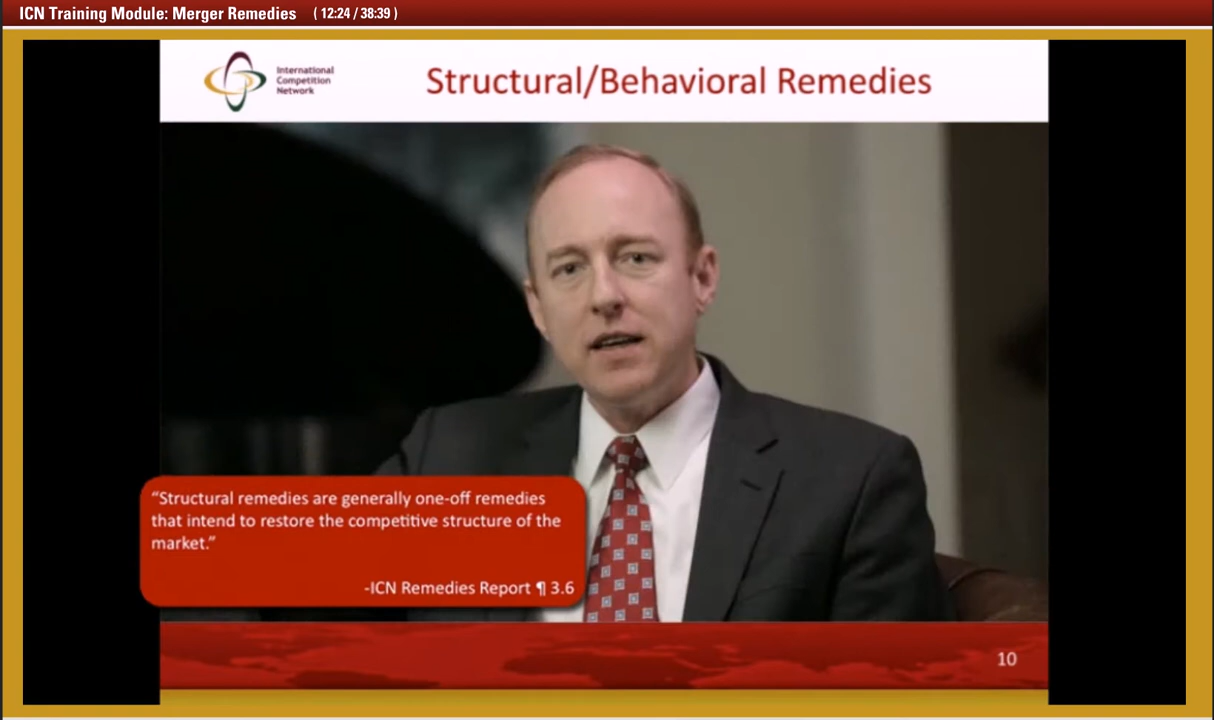 ICN Training Module: Merger Remedies ( 12:24 / 38:39 )
International
Competition
Network
Structural/Behavioral Remedies
“Structural remedies are generally one-off remedies
that intend to restore the competitive structure of the
market.”
-ICN Remedies Report ¶ 3.6
10